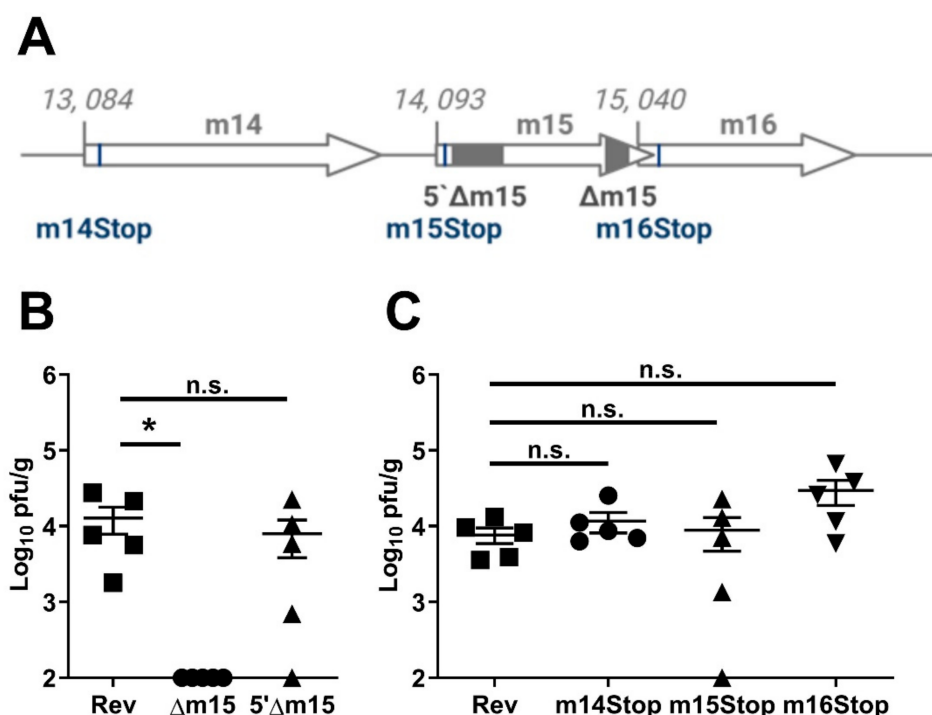 A
13, 084 14, 093 15, 040
m14 m15 m16
5`Δm15 Δm15
m14Stop m15Stop m16Stop
B
Log10 pfu/g
6
5
4
3
2
n.s.
*
Rev Δm15 5'Δm15
C
Log10 pfu/g
6
5
4
3
2
n.s.
n.s.
n.s.
Rev m14Stop m15Stop m16Stop